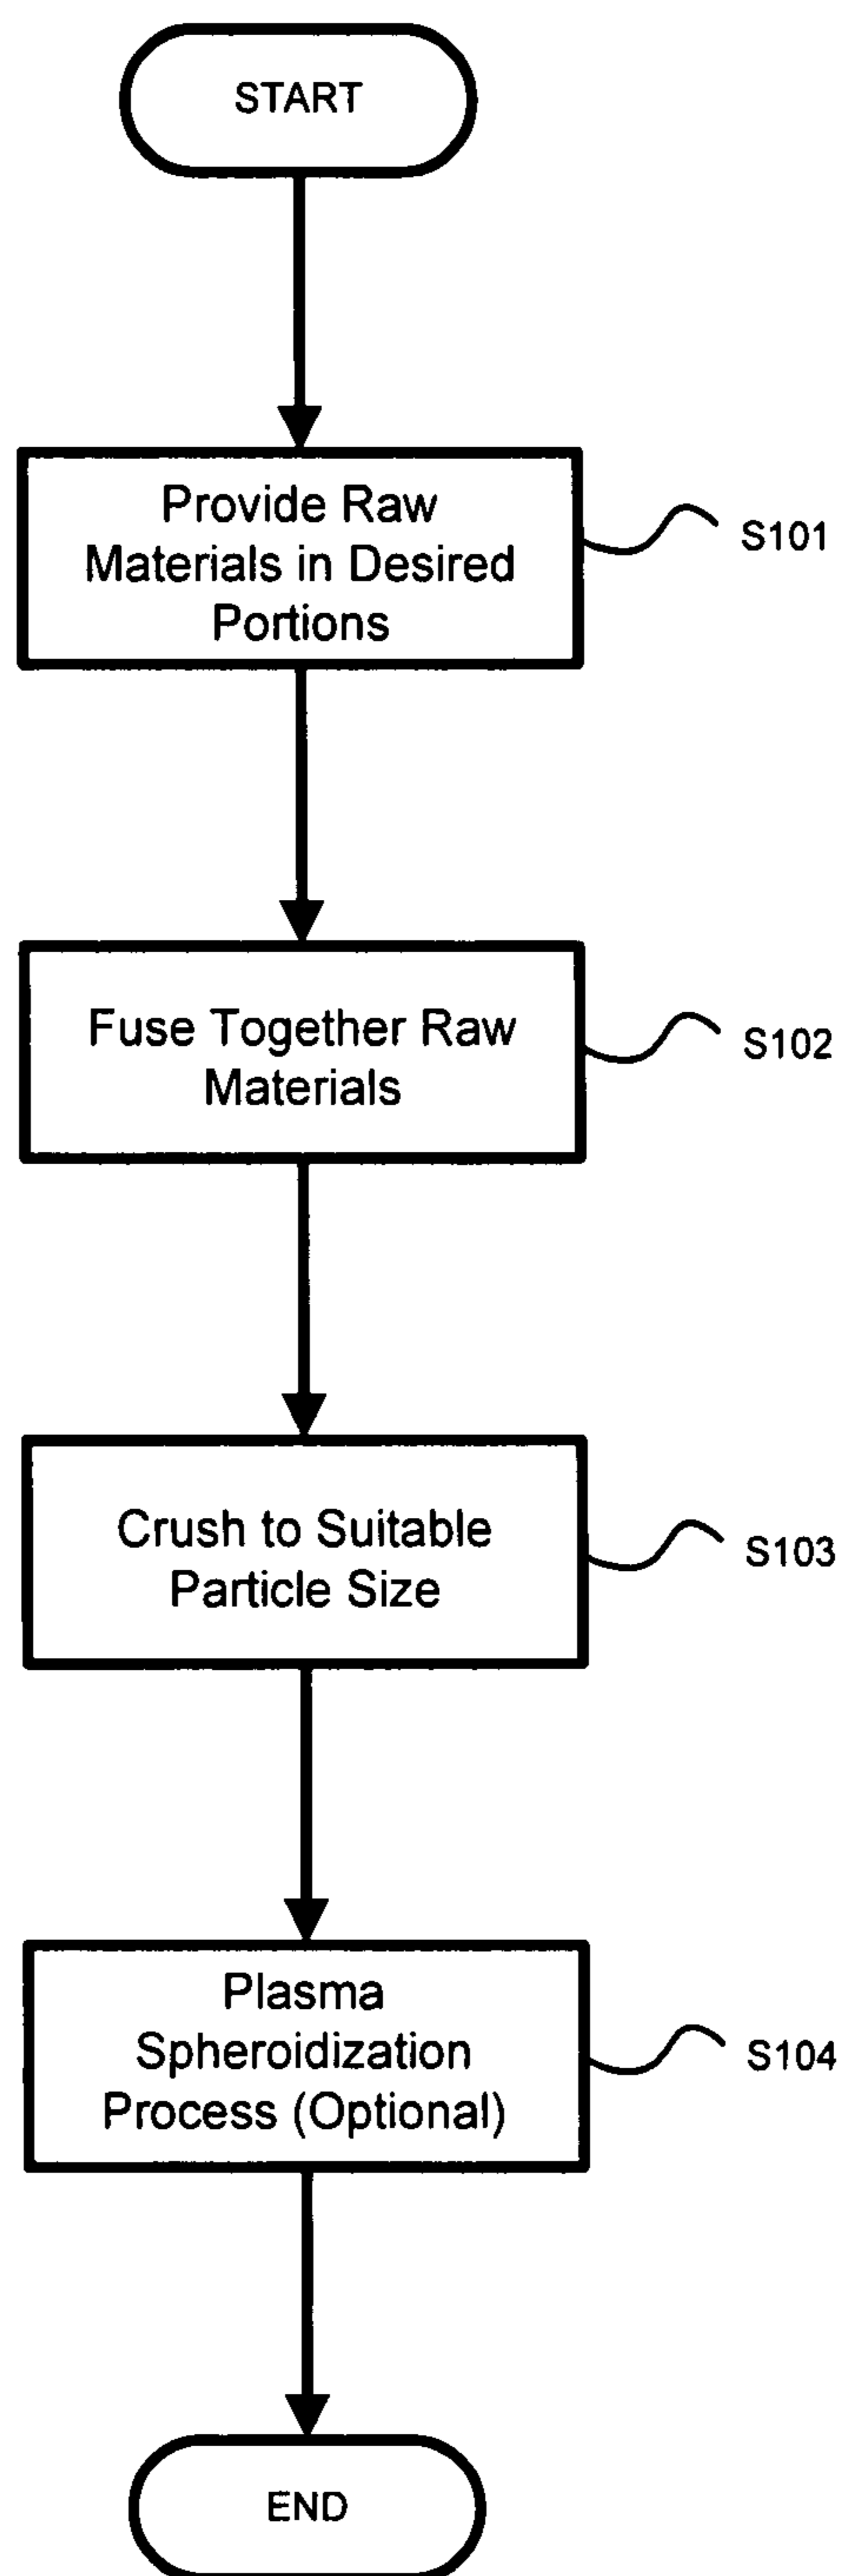 START
Provide Raw
Materials in Desired
Portions
S101
Fuse Together Raw
Materials
S102
Crush to Suitable
Particle Size
S103
Plasma
Spheroidization
Process (Optional)
S104
END